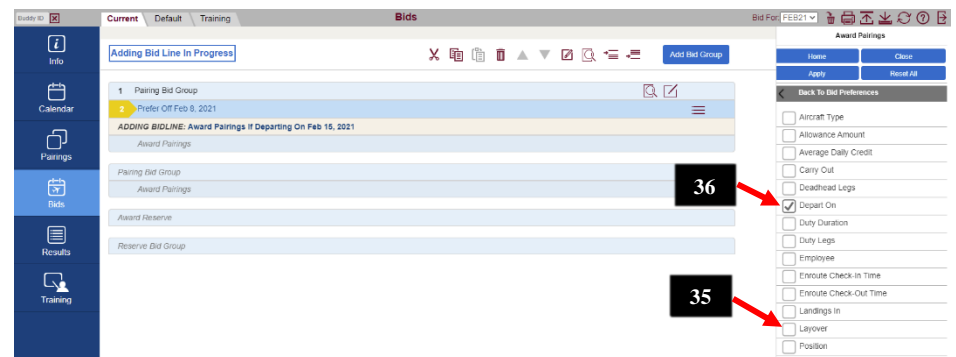 Buddy ID
Current Default Training Bids Bid For: FEB21
Info
Calendar
Pairings
Bids
Results
Training
Adding Bid Line In Progress
Add Bid Group
1 Pairing Bid Group
2 Prefer Off Feb 8, 2021
ADDING BIDLINE: Award Pairings If Departing On Feb 15, 2021
Award Pairings
Pairing Bid Group
Award Pairings
Award Reserve
Reserve Bid Group
36
35
Award Pairings
Home Close
Apply Reset All
Back To Bid Preferences
Aircraft Type
Allowance Amount
Average Daily Credit
Carry Out
Deadhead Legs
Depart On
Duty Duration
Duty Legs
Employee
Enroute Check-In Time
Enroute Check-Out Time
Landings In
Layover
Position